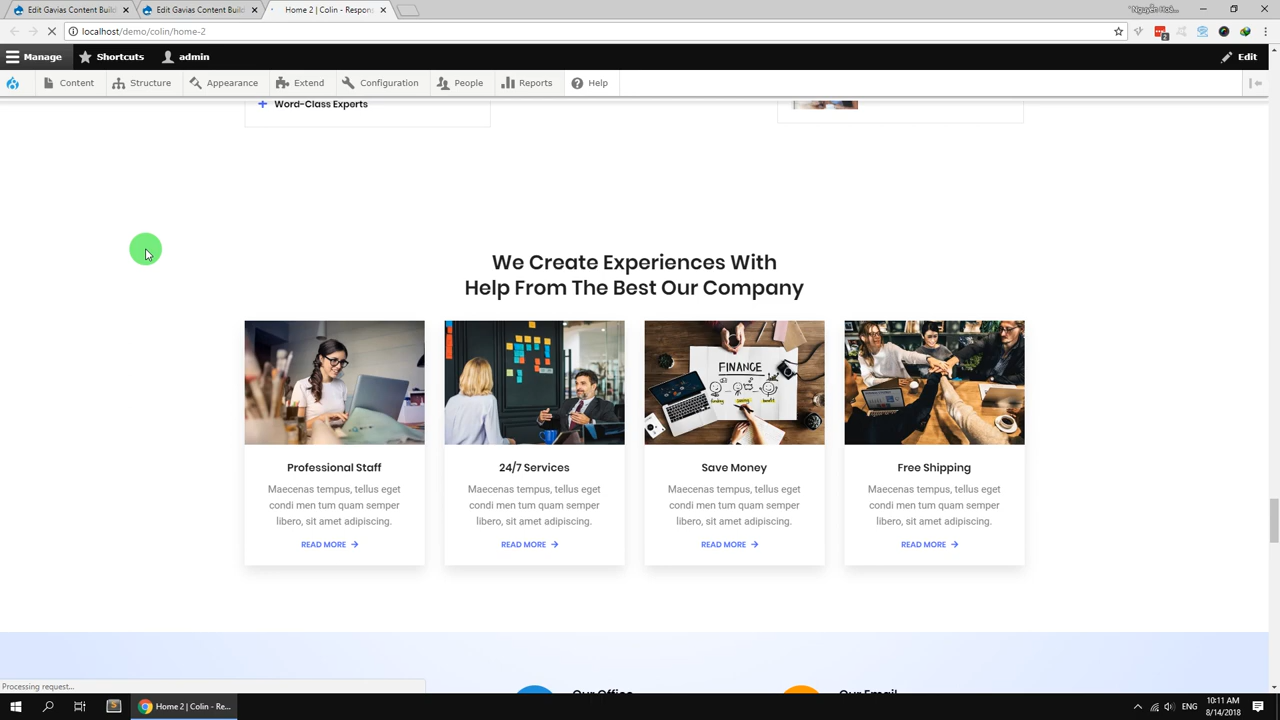 Edit Gavias Content Build
Edit Gavias Content Build
Home 2 | Colin - Respon
localhost/demo/colin/home-2
Manage
Shortcuts
admin
Edit
Content
Structure
Appearance
Extend
Configuration
People
Reports
Help
Word-Class Experts
We Create Experiences With
Help From The Best Our Company
FINANCE
Professional Staff
24/7 Services
Save Money
Free Shipping
Maecenas tempus, tellus eget
condi men tum quam semper
libero, sit amet adipiscing.
Maecenas tempus, tellus eget
condi men tum quam semper
libero, sit amet adipiscing.
Maecenas tempus, tellus eget
condi men tum quam semper
libero, sit amet adipiscing.
Maecenas tempus, tellus eget
condi men tum quam semper
libero, sit amet adipiscing.
READ MORE
READ MORE
READ MORE
READ MORE
Our Office
Our Email
Processing request...
Home 2 | Colin - Re...
ENG
10:11 AM
8/14/2018